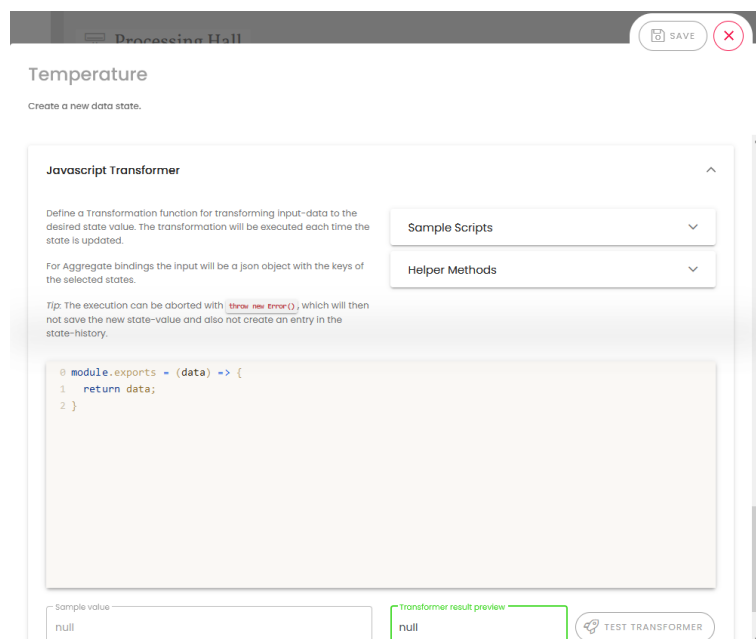 Processing Hall
SAVE
Temperature
Create a new data state.
Javascript Transformer
Define a Transformation function for transforming input-data to the
desired state value. The transformation will be executed each time the
state is updated.
For Aggregate bindings the input will be a json object with the keys of
the selected states.
Tip: The execution can be aborted with throw new Error(), which will then
not save the new state-value and also not create an entry in the
state-history.
Sample Scripts
Helper Methods
0 module.exports = (data) => {
1   return data;
2 }
Sample value
null
Transformer result preview
null
TEST TRANSFORMER